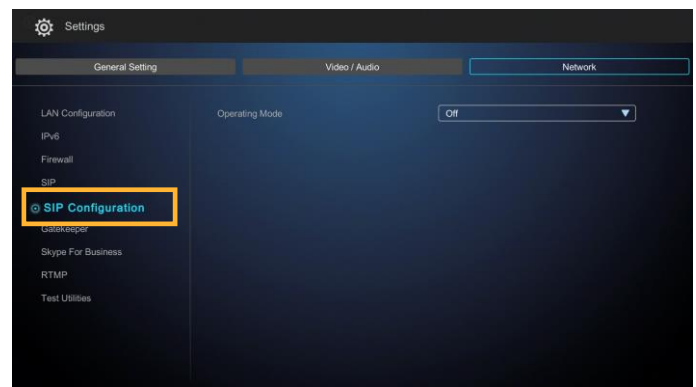 Settings
General Setting Video / Audio Network
LAN Configuration Operating Mode Off
IPv6
Firewall
SIP
SIP Configuration
Gatekeeper
Skype For Business
RTMP
Test Utilities